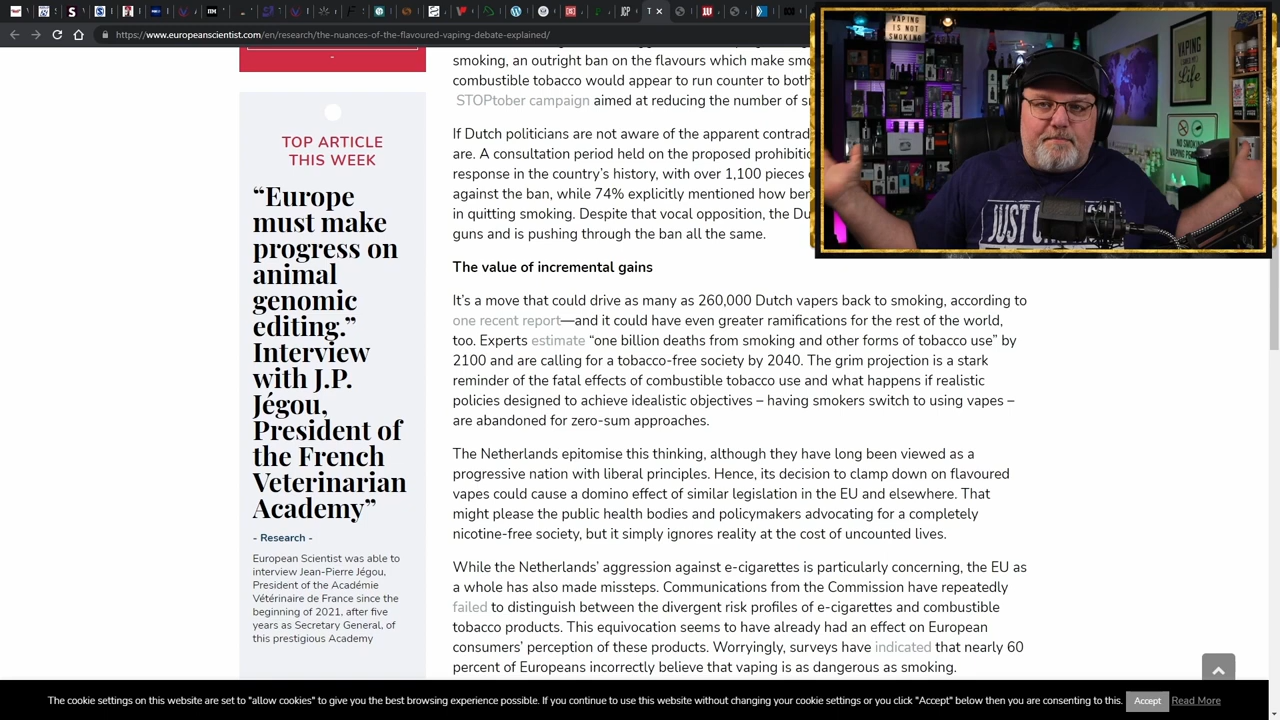 https://www.europeanscientist.com/en/research/the-nuances-of-the-flavoured-vaping-debate-explained/
TOP ARTICLE
THIS WEEK
“Europe
must make
progress on
animal
genomic
editing.”
Interview
with J.P.
Jégou,
President of
the French
Veterinarian
Academy”
- Research -
European Scientist was able to
interview Jean-Pierre Jégou,
President of the Académie
Vétérinaire de France since the
beginning of 2021, after five
years as Secretary General, of
this prestigious Academy
smoking, an outright ban on the flavours which make
combustible tobacco would appear to run counter to both
STOPtober campaign aimed at reducing the number of
If Dutch politicians are not aware of the apparent
are. A consultation period held on the proposed
response in the country’s history, with over 1,100 pieces
against the ban, while 74% explicitly mentioned how
in quitting smoking. Despite that vocal opposition, the
guns and is pushing through the ban all the same.
The value of incremental gains
It’s a move that could drive as many as 260,000 Dutch vapers back to smoking, according to
one recent report—and it could have even greater ramifications for the rest of the world,
too. Experts estimate “one billion deaths from smoking and other forms of tobacco use” by
2100 and are calling for a tobacco-free society by 2040. The grim projection is a stark
reminder of the fatal effects of combustible tobacco use and what happens if realistic
policies designed to achieve idealistic objectives – having smokers switch to using vapes –
are abandoned for zero-sum approaches.
The Netherlands epitomise this thinking, although they have long been viewed as a
progressive nation with liberal principles. Hence, its decision to clamp down on flavoured
vapes could cause a domino effect of similar legislation in the EU and elsewhere. That
might please the public health bodies and policymakers advocating for a completely
nicotine-free society, but it simply ignores reality at the cost of uncounted lives.
While the Netherlands’ aggression against e-cigarettes is particularly concerning, the EU as
a whole has also made missteps. Communications from the Commission have repeatedly
failed to distinguish between the divergent risk profiles of e-cigarettes and combustible
tobacco products. This equivocation seems to have already had an effect on European
consumers’ perception of these products. Worryingly, surveys have indicated that nearly 60
percent of Europeans incorrectly believe that vaping is as dangerous as smoking.
VAPING
IS NOT
SMOKING
VAPING
Life
NO SMOKING
JUST
The cookie settings on this website are set to "allow cookies" to give you the best browsing experience possible. If you continue to use this website without changing your cookie settings or you click "Accept" below then you are consenting to this. Accept Read More